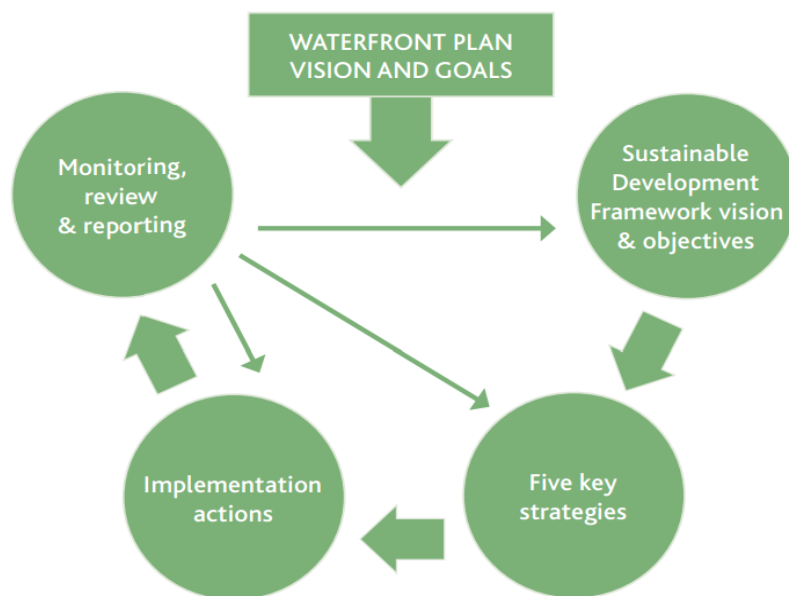 WATERFRONT PLAN
VISION AND GOALS
Monitoring,
review
& reporting
Sustainable
Development
Framework vision
& objectives
Implementation
actions
Five key
strategies